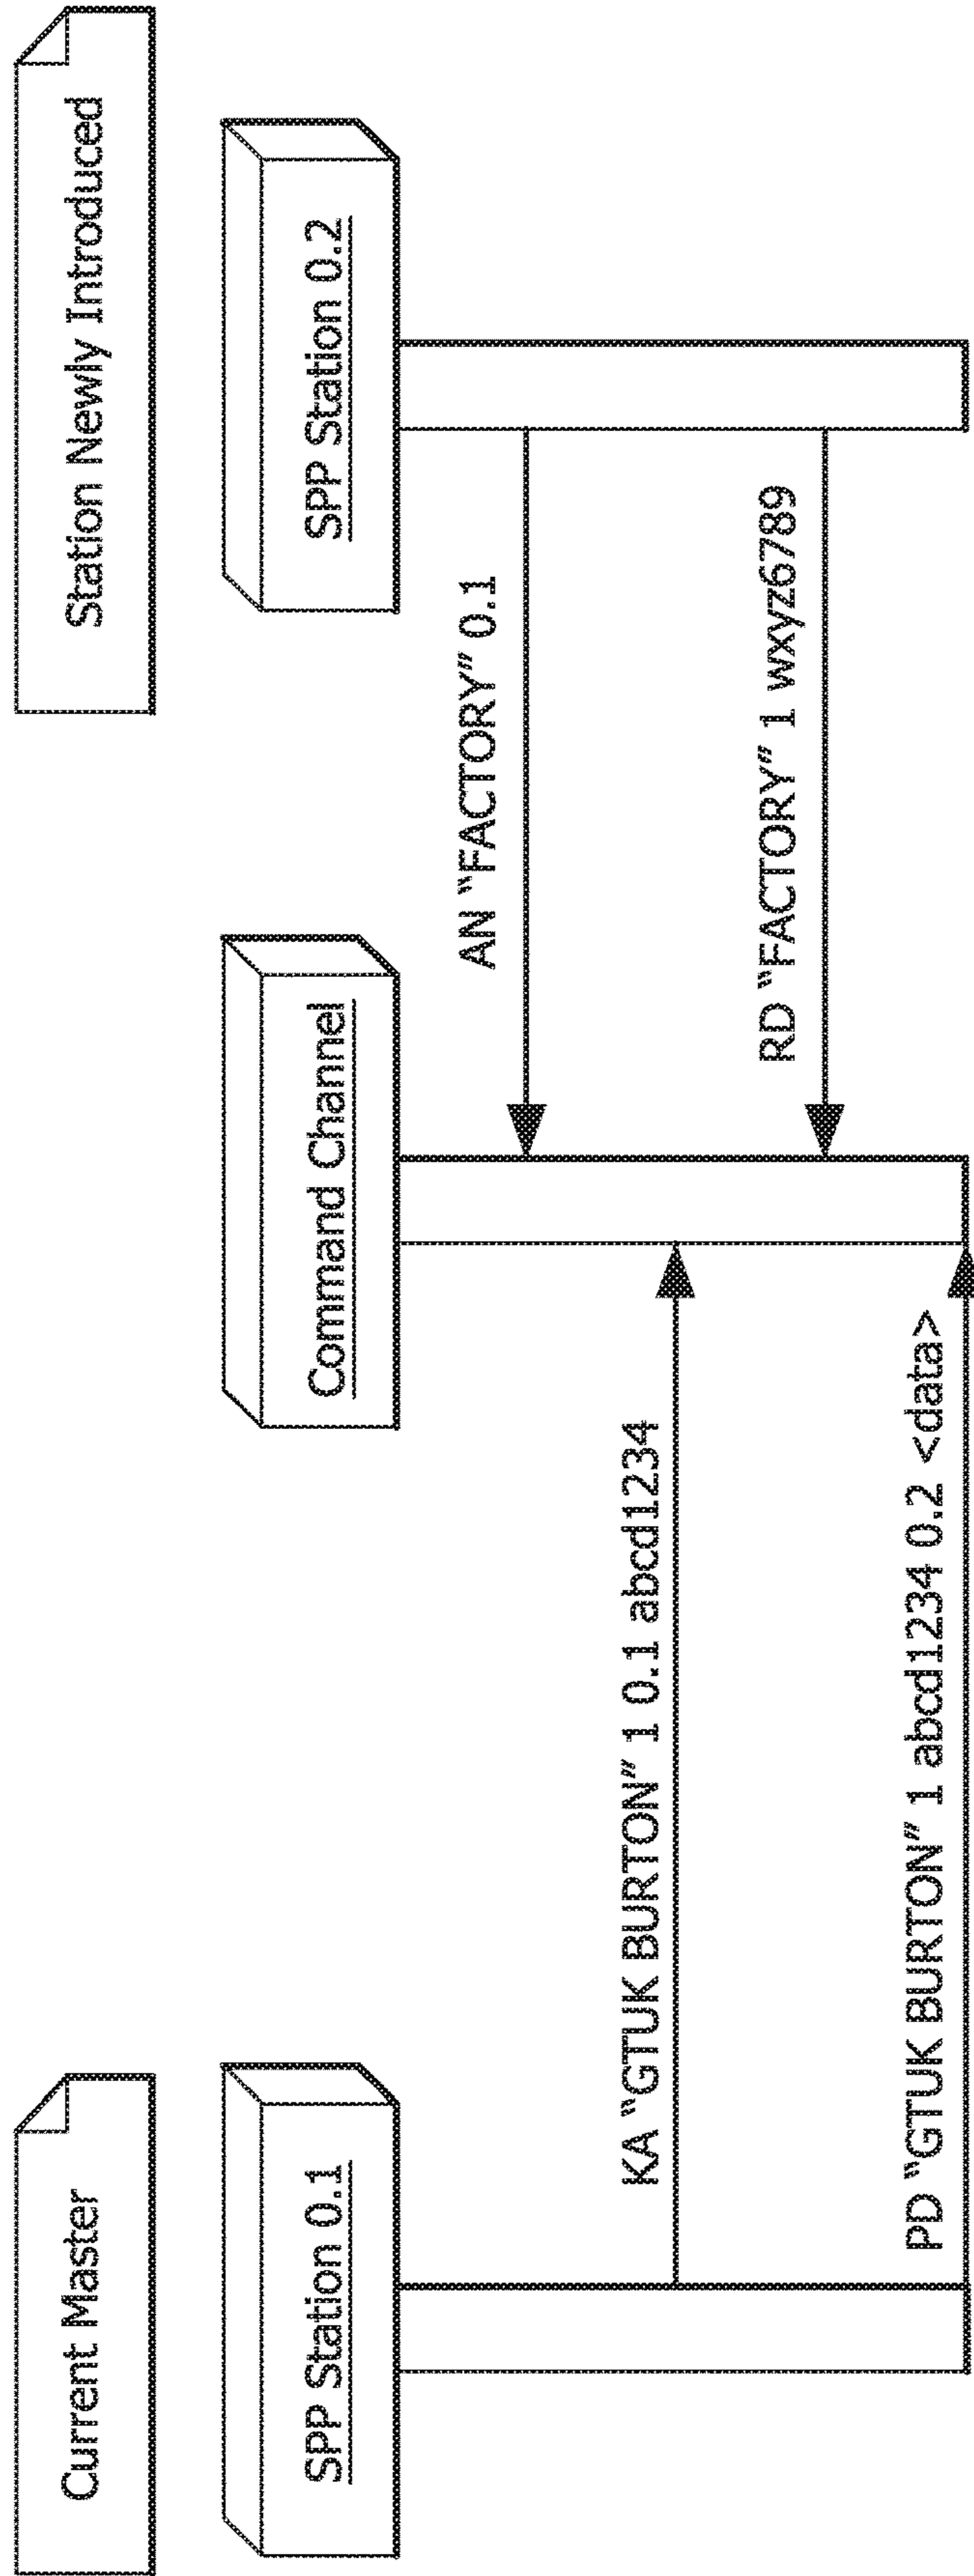 Current Master
Station Newly Introduced
SPP Station 0.1
Command Channel
SPP Station 0.2
AN “FACTORY” 0.1
KA “GTUK BURTON” 1 0.1 abcd1234
RD “FACTORY” 1 wxyz6789
PD “GTUK BURTON” 1 abcd1234 0.2 <data>